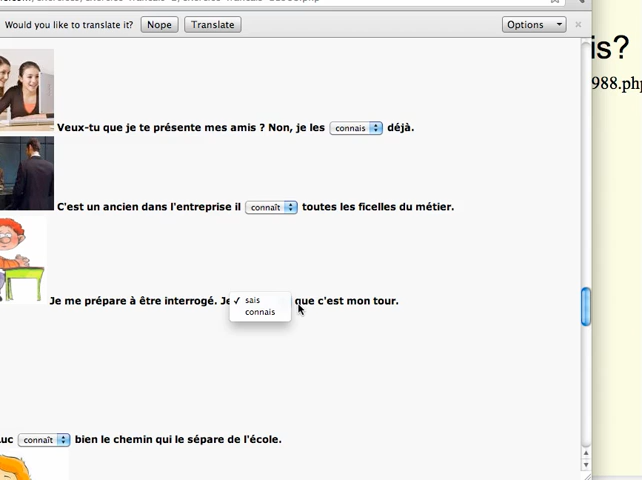 Would you like to translate it? Nope Translate Options
is?
988.php
Veux-tu que je te présente mes amis ? Non, je les connais déjà.
C'est un ancien dans l'entreprise il connaît toutes les ficelles du métier.
Je me prépare à être interrogé. Je ✓ sais que c'est mon tour.
connais
uc connaît bien le chemin qui le sépare de l'école.